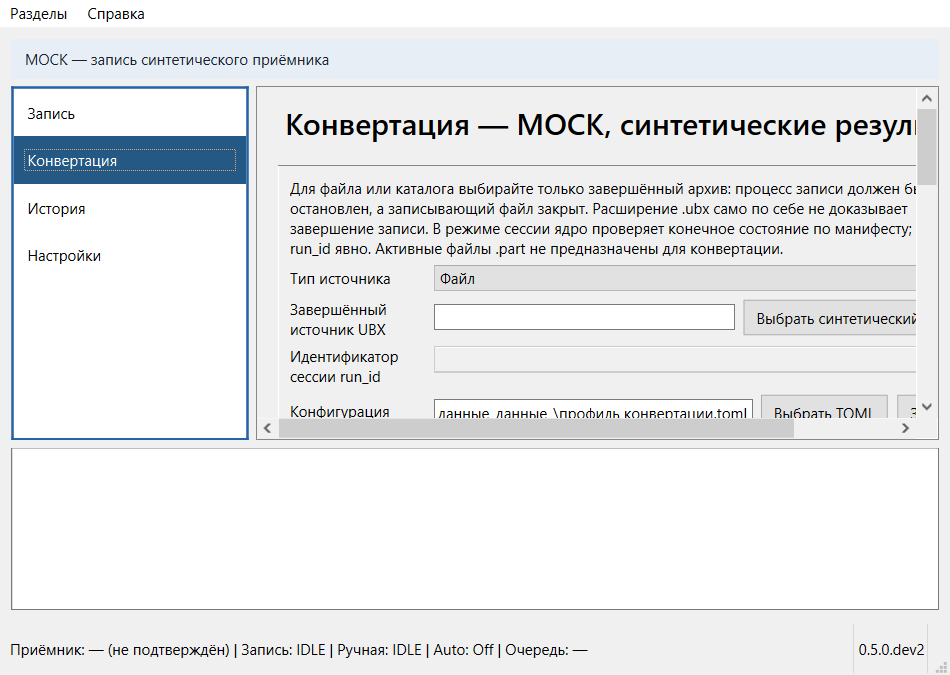 Разделы Справка
МОСК — запись синтетического приёмника
Запись
Конвертация
История
Настройки
Конвертация — МОСК, синтетические
Для файла или каталога выбирайте только завершённый архив: процесс записи должен
остановлен, а записывающий файл закрыт. Расширение .ubx само по себе не доказывает
завершение записи. В режиме сессии ядро проверяет конечное состояние по манифесту;
run_id явно. Активные файлы .part не предназначены для конвертации.
Тип источника Файл
Завершённый
источник UBX
Выбрать синтетический
Идентификатор
сессии run_id
Конфигурация данные_данные_\профиль конвертации.toml Выбрать TOML
Приёмник: — (не подтверждён) | Запись: IDLE | Ручная: IDLE | Auto: Off | Очередь: —
0.5.0.dev2